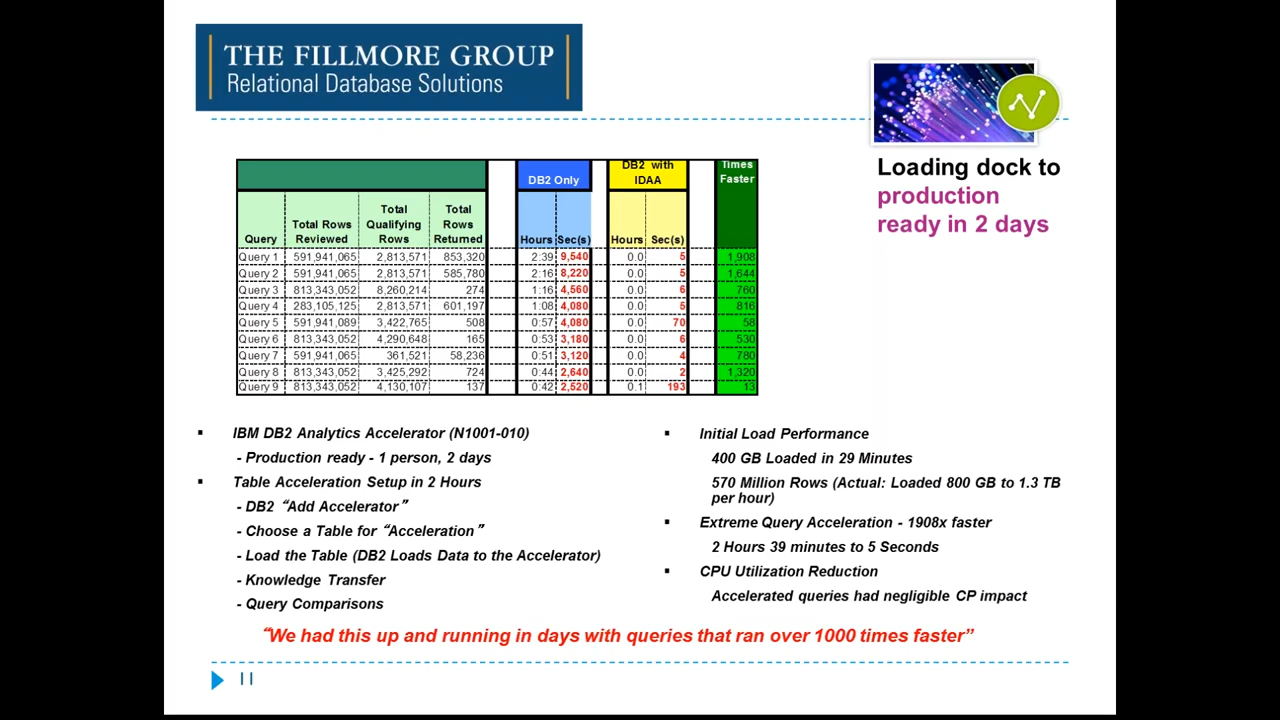 THE FILLMORE GROUP
Relational Database Solutions
Loading dock to
production
ready in 2 days
DB2 Only
DB2 with
IDAA
Times
Faster
Query
Total Rows
Reviewed
Total
Qualifying
Rows
Total
Rows
Returned
Hours Sec(s)
Hours Sec(s)
Query 1 591,941,065 2,813,571 853,320 2:39 9,540 0.0 5 1,908
Query 2 591,941,065 2,813,571 585,780 2:16 8,220 0.0 5 1,644
Query 3 813,343,052 8,260,214 274 1:16 4,560 0.0 6 760
Query 4 283,105,125 2,813,571 601,197 1:08 4,080 0.0 5 816
Query 5 591,941,089 3,422,765 508 0:57 4,080 0.0 70 58
Query 6 813,343,052 4,290,648 165 0:53 3,180 0.0 6 530
Query 7 591,941,065 361,521 58,236 0:51 3,120 0.0 4 780
Query 8 813,343,052 3,425,292 724 0:44 2,640 0.0 2 1,320
Query 9 813,343,052 4,130,107 137 0:42 2,520 0.1 193 13
▪ IBM DB2 Analytics Accelerator (N1001-010)
- Production ready - 1 person, 2 days
▪ Table Acceleration Setup in 2 Hours
- DB2 “Add Accelerator”
- Choose a Table for “Acceleration”
- Load the Table (DB2 Loads Data to the Accelerator)
- Knowledge Transfer
- Query Comparisons
▪ Initial Load Performance
400 GB Loaded in 29 Minutes
570 Million Rows (Actual: Loaded 800 GB to 1.3 TB
per hour)
▪ Extreme Query Acceleration - 1908x faster
2 Hours 39 minutes to 5 Seconds
▪ CPU Utilization Reduction
Accelerated queries had negligible CP impact
“We had this up and running in days with queries that ran over 1000 times faster”
11